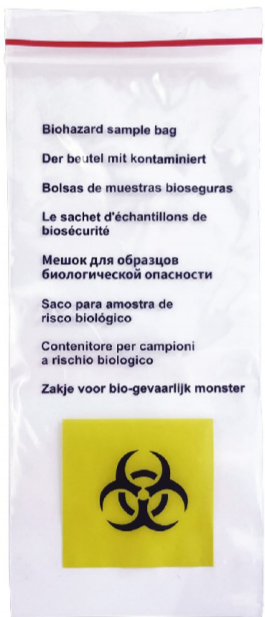 Biohazard sample bag
Der beutel mit kontaminiert
Bolsas de muestras bioseguras
Le sachet d'échantillons de
biosécurité
Мешок для образцов
биологической опасности
Saco para amostra de
risco biológico
Contenitore per campioni
a rischio biologico
Zakje voor bio-gevaarlijk monster